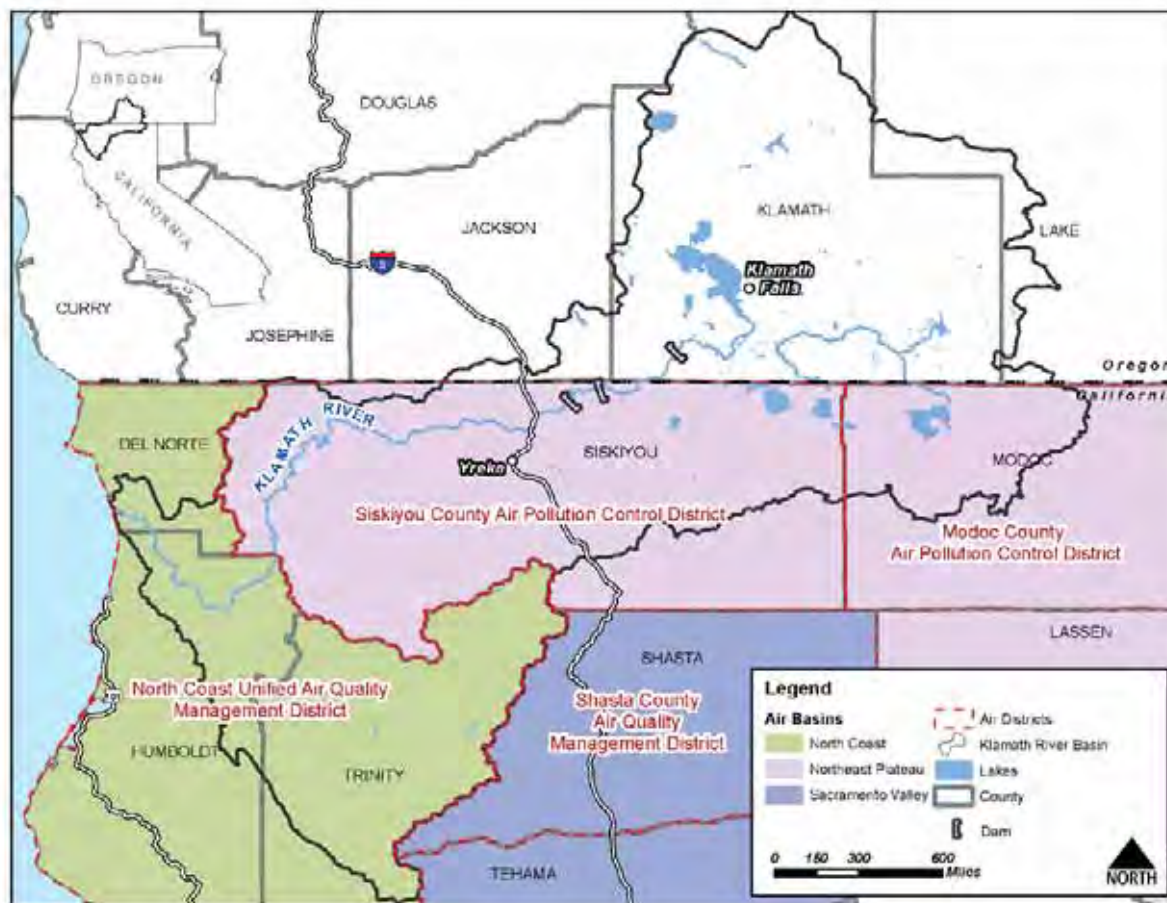 OREGON
CALIFORNIA
DOUGLAS
JACKSON
KLAMATH
LAKE
Klamath
Falls
5
CURRY
JOSEPHINE
Oregon
California
DEL NORTE
KLAMATH RIVER
Yreka
SISKIYOU
MODOC
Siskiyou County Air Pollution Control District
Modoc County
Air Pollution Control District
LASSEN
SHASTA
North Coast Unified Air Quality
Management District
Shasta County
Air Quality
Management District
HUMBOLDT
TRINITY
TEHAMA
Legend
Air Basins
North Coast
Northeast Plateau
Sacramento Valley
Air Districts
Klamath River Basin
Lakes
County
Dam
0 150 300 600
Miles
NORTH